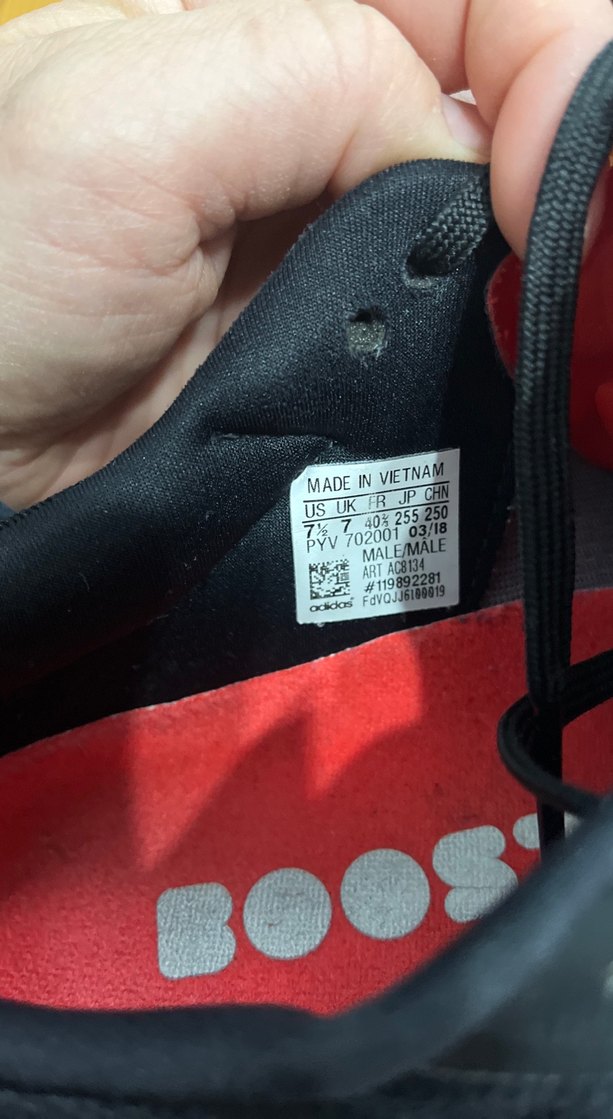 MADE IN VIETNAM
US UK FR JP CHN
7½ 7 40⅔ 255 250
PYV 702001 03/18
MALE/MÂLE
ART AC8134
#119892281
adidas FdVQJJ6100019
BOOST